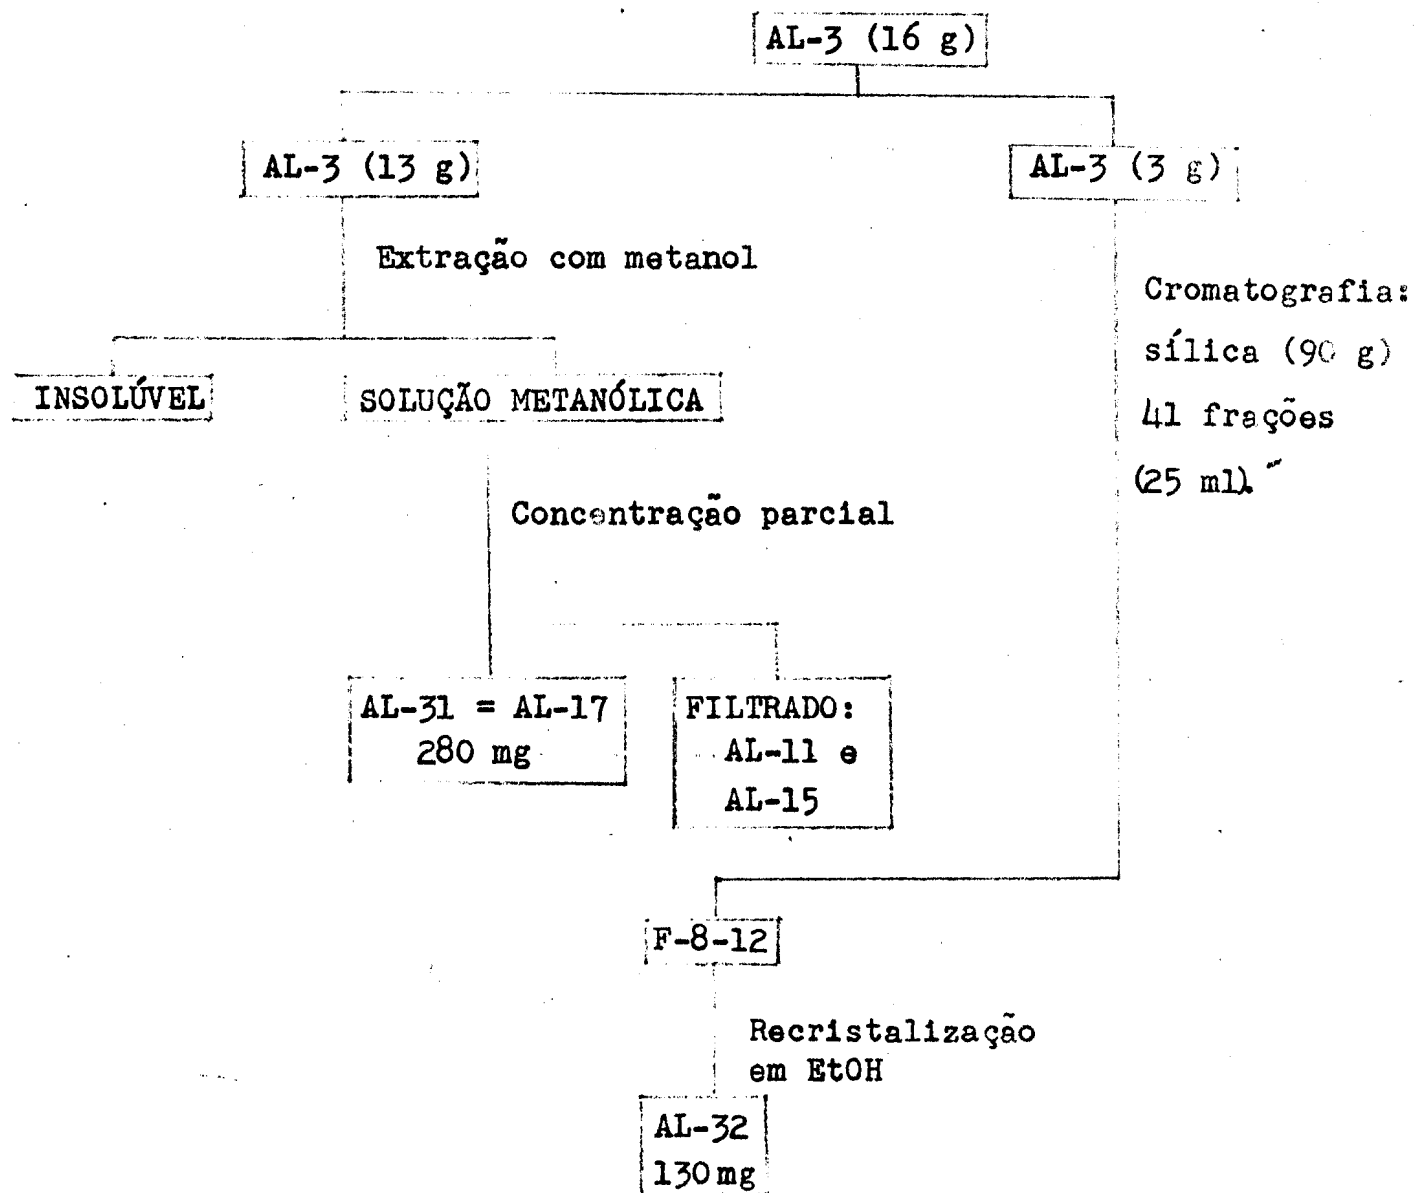 AL-3 (16 g)
AL-3 (13 g)
AL-3 (3 g)
Extração com metanol
Cromatografia:
sílica (90 g)
41 frações
(25 ml).
INSOLÚVEL
SOLUÇÃO METANÓLICA
Concentração parcial
AL-31 = AL-17
280 mg
FILTRADO:
AL-11 e
AL-15
F-8-12
Recristalização
em EtOH
AL-32
130 mg